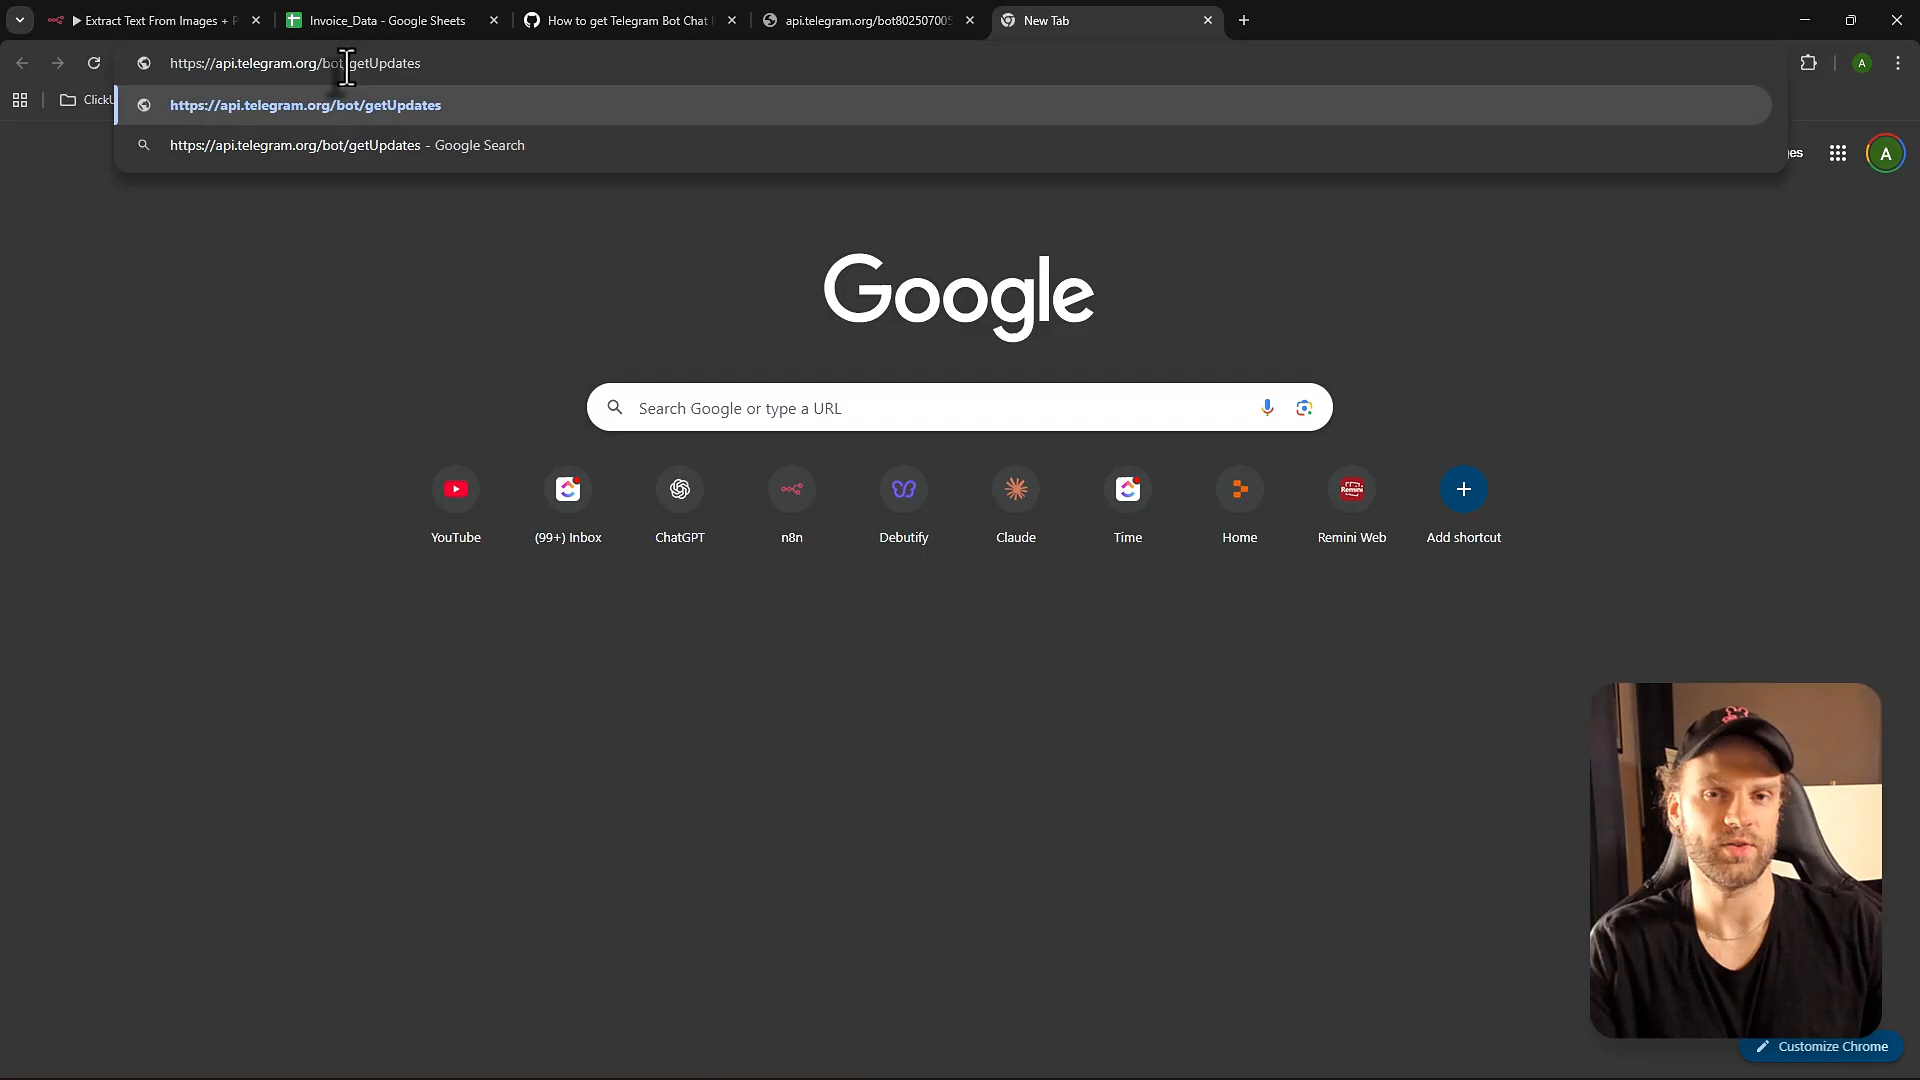 Extract Text From Images +
Invoice_Data - Google Sheets
How to get Telegram Bot Chat
api.telegram.org/bot80250700
New Tab
https://api.telegram.org/bot/getUpdates
A
https://api.telegram.org/bot/getUpdates
https://api.telegram.org/bot/getUpdates - Google Search
A
Google
Search Google or type a URL
YouTube
(99+) Inbox
ChatGPT
n8n
Debutify
Claude
Time
Home
Remini
Remini Web
Add shortcut
Customize Chrome